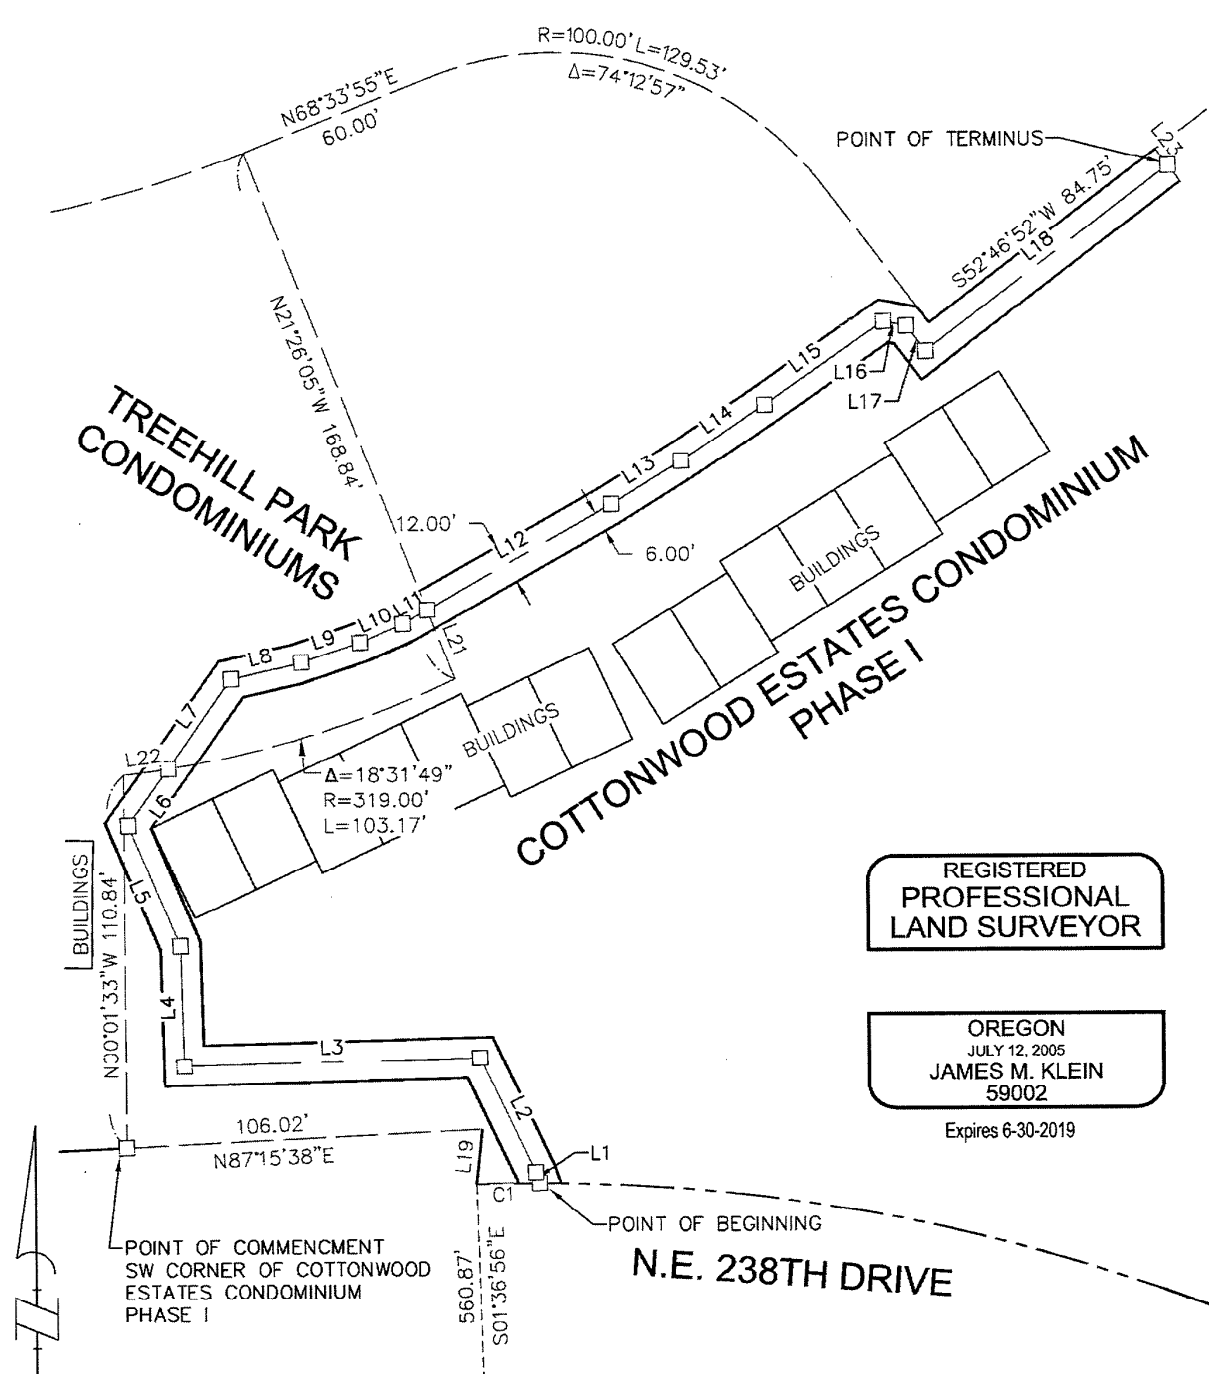 R=100.00' L=129.53'
Δ=74°12'57"
N68°33'55"E
60.00'
POINT OF TERMINUS
L23
S52°46'52"W 84.75'
L18
N21°26'05"W 168.84'
TREEHILL PARK
CONDOMINIUMS
L15
L16
L17
L14
L13
12.00'
L12
6.00'
L11
L10
L9
L8
L21
L7
L22
L6
BUILDINGS
BUILDINGS
COTTONWOOD ESTATES CONDOMINIUM
PHASE I
Δ=18°31'49"
R=319.00'
L=103.17'
BUILDINGS
L5
N00°01'33"W 110.84'
L4
L3
L2
L1
106.02'
N87°15'38"E
L19
C1
POINT OF BEGINNING
560.87'
S01°36'56"E
POINT OF COMMENCMENT
SW CORNER OF COTTONWOOD
ESTATES CONDOMINIUM
PHASE I
N.E. 238TH DRIVE
REGISTERED
PROFESSIONAL
LAND SURVEYOR
OREGON
JULY 12, 2005
JAMES M. KLEIN
59002
Expires 6-30-2019